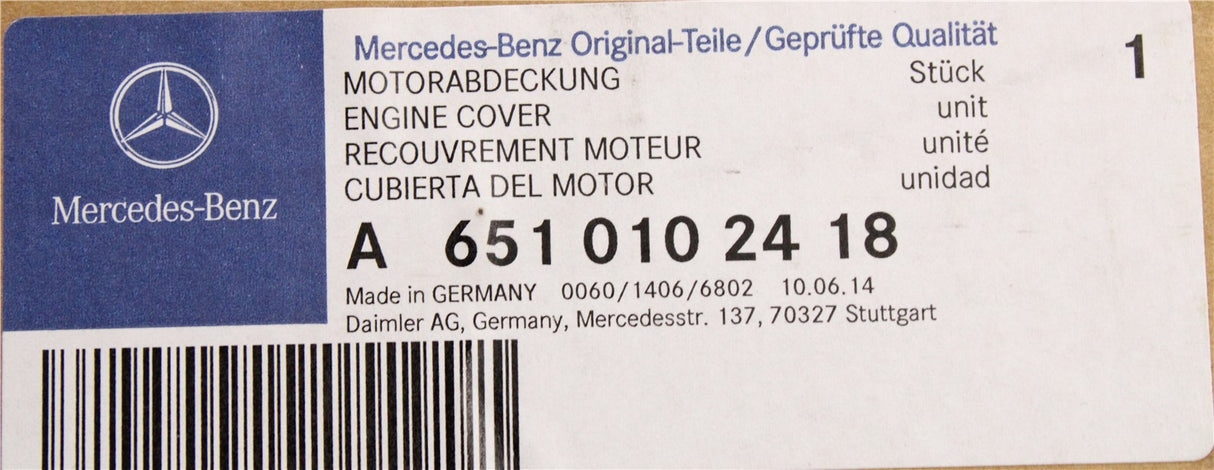 Mercedes-Benz
Mercedes-Benz Original-Teile/Geprüfte Qualität
MOTORABDECKUNG Stück 1
ENGINE COVER unit
RECOUVREMENT MOTEUR unité
CUBIERTA DEL MOTOR unidad
A 651 010 24 18
Made in GERMANY 0060/1406/6802 10.06.14
Daimler AG, Germany, Mercedesstr. 137, 70327 Stuttgart